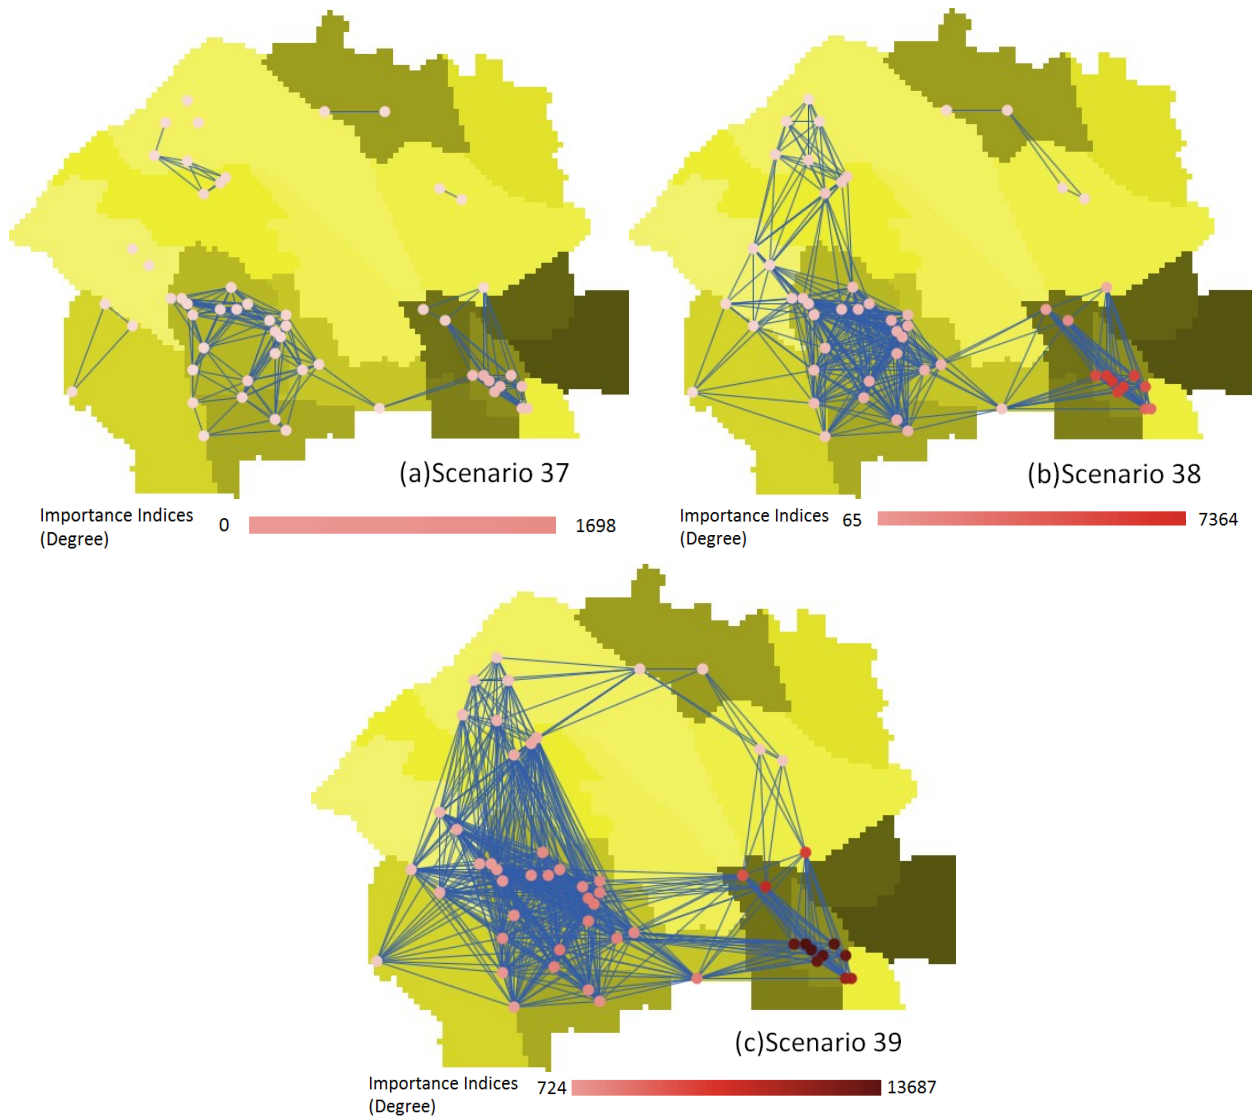 (a)Scenario 37
Importance Indices
(Degree)
0
1698
(b)Scenario 38
Importance Indices
(Degree)
65
7364
(c)Scenario 39
Importance Indices
(Degree)
724
13687